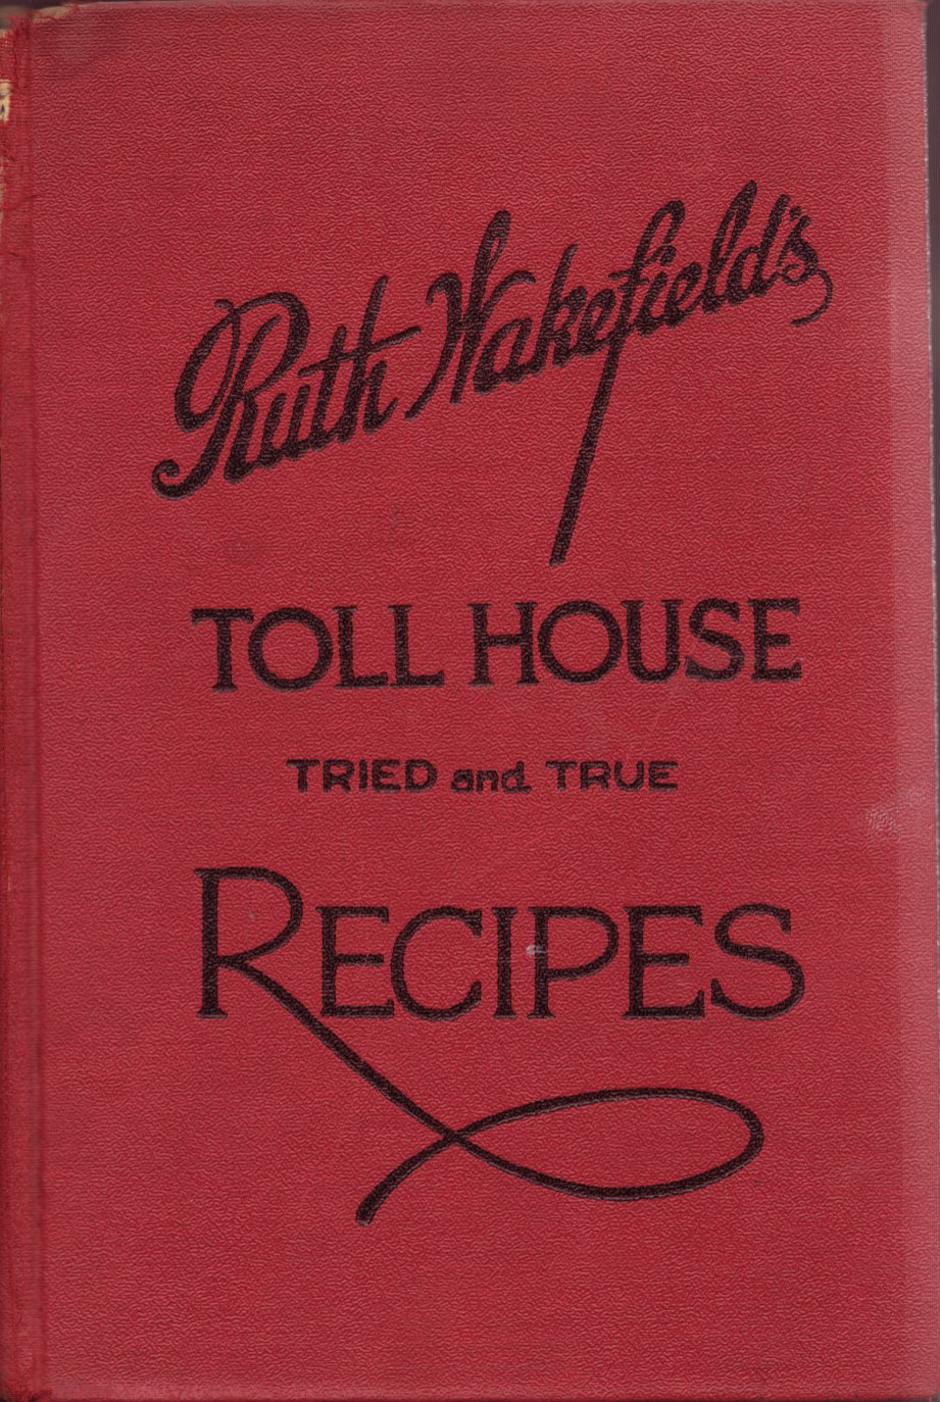 Ruth Wakefield's
TOLL HOUSE
TRIED and TRUE
RECIPES